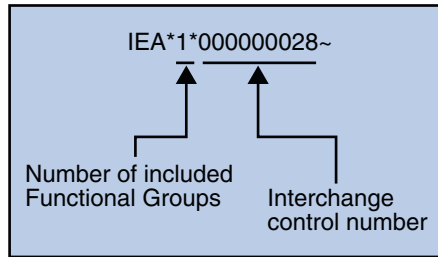 IEA*1*000000028~
Number of included
Functional Groups
Interchange
control number